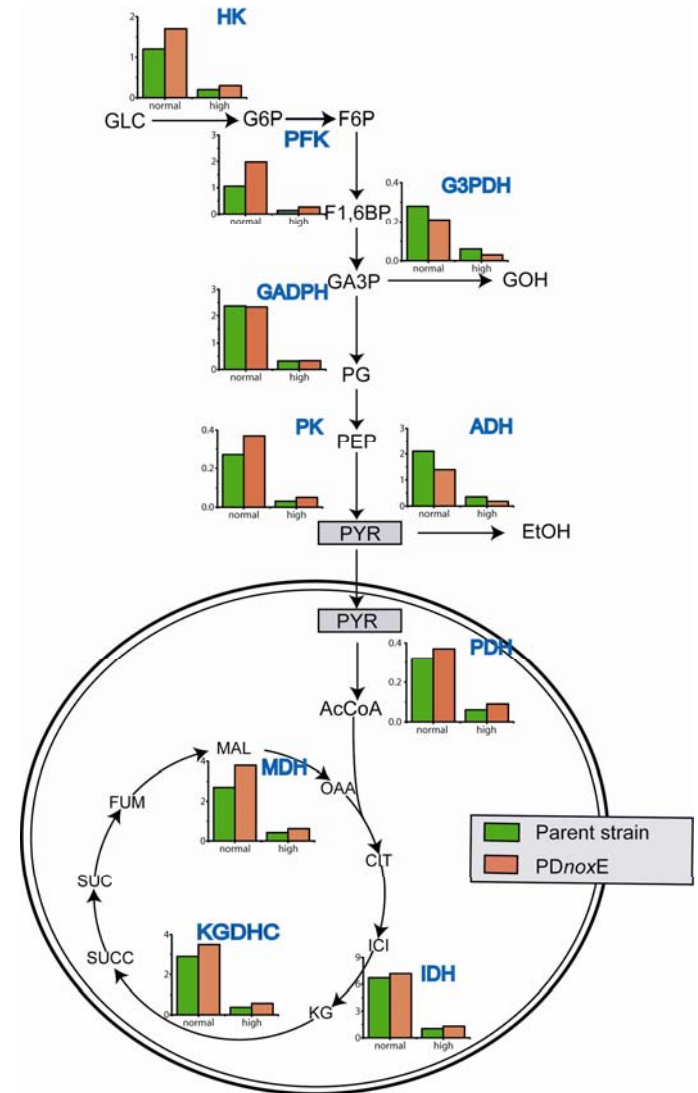 HK
2
1
0
normal high
GLC G6P F6P
PFK
3
2
1
0
normal high
F1,6BP
G3PDH
0.4
0.2
0.0
normal high
GA3P GOH
GADPH
3
2
1
0
normal high
PG
PK
0.4
0.2
0.0
normal high
PEP
ADH
3
2
1
0
normal high
PYR EtOH
PYR
PDH
0.4
0.2
0.0
normal high
AcCoA
MAL
MDH
4
2
0
normal high
OAA
FUM
CIT
Parent strain
PDnoxE
SUC
KGDHC
4
2
0
normal high
ICI
SUCC
IDH
9
6
3
0
normal high
KG